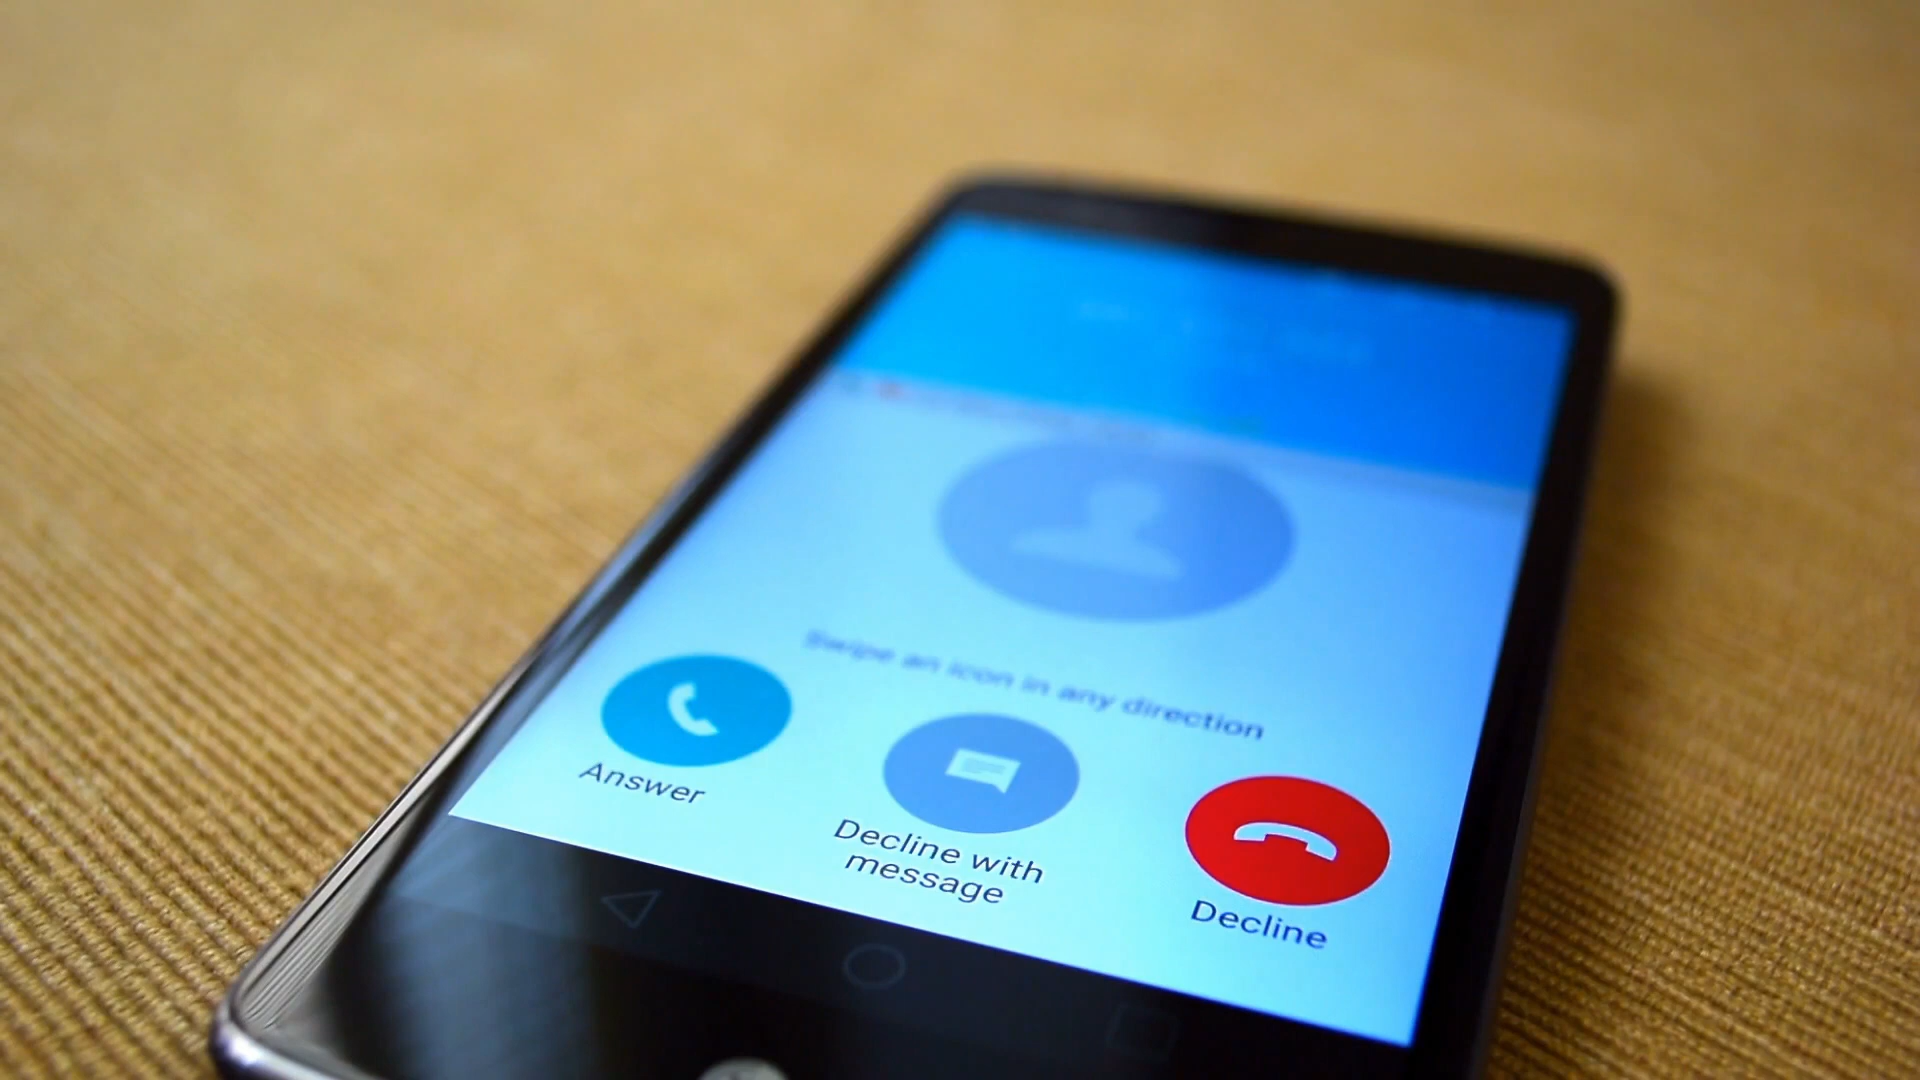 Swipe an icon in any direction
Answer
Decline with
message
Decline